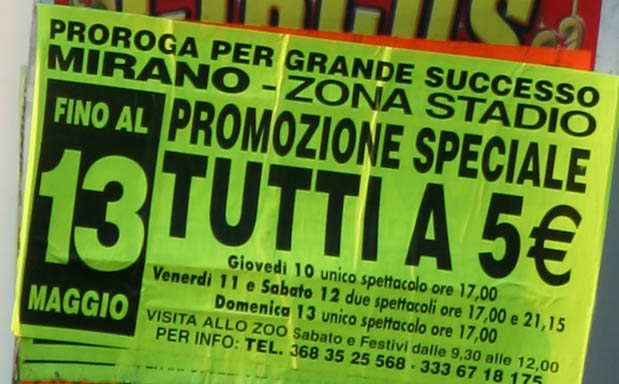 CIRCUS
PROROGA PER GRANDE SUCCESSO
MIRANO - ZONA STADIO
FINO AL
13
MAGGIO
PROMOZIONE SPECIALE
TUTTI A 5€
Giovedì 10 unico spettacolo ore 17,00
Venerdì 11 e Sabato 12 due spettacoli ore 17,00 e 21,15
Domenica 13 unico spettacolo ore 17,00
VISITA ALLO ZOO Sabato e Festivi dalle 9,30 alle 12,00
PER INFO: TEL. 368 35 25 568 - 333 67 18 175